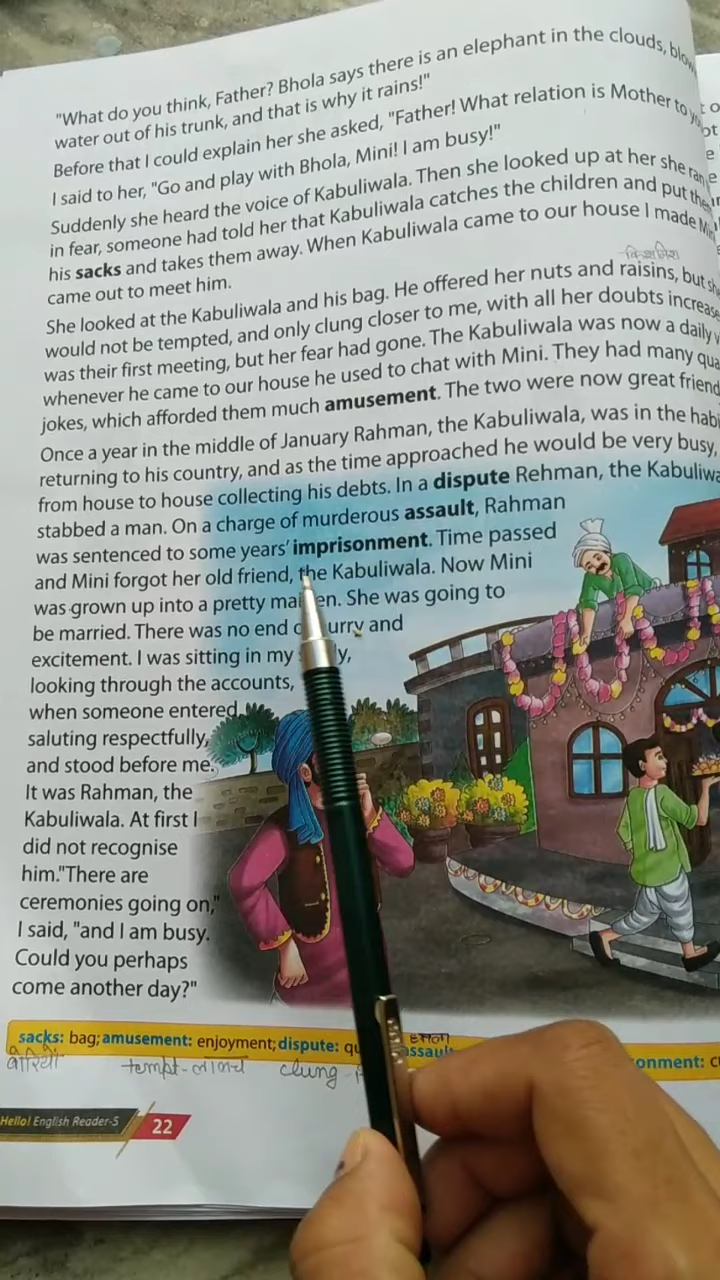 "What do you think, Father? Bhola says there is an elephant in the clouds,
water out of his trunk, and that is why it rains!"
Before that I could explain her she asked, "Father! What relation is Mother to
I said to her, "Go and play with Bhola, Mini! I am busy!"
Suddenly she heard the voice of Kabuliwala. Then she looked up at her she ran
in fear, someone had told her that Kabuliwala catches the children and put
his sacks and takes them away. When Kabuliwala came to our house I made
came out to meet him.
किशमिश
She looked at the Kabuliwala and his bag. He offered her nuts and raisins, but
would not be tempted, and only clung closer to me, with all her doubts
was their first meeting, but her fear had gone. The Kabuliwala was now a daily
whenever he came to our house he used to chat with Mini. They had many
jokes, which afforded them much amusement. The two were now great
Once a year in the middle of January Rahman, the Kabuliwala, was in the
returning to his country, and as the time approached he would be very busy,
from house to house collecting his debts. In a dispute Rehman, the
stabbed a man. On a charge of murderous assault, Rahman
was sentenced to some years' imprisonment. Time passed
and Mini forgot her old friend, the Kabuliwala. Now Mini
was grown up into a pretty She was going to
be married. There was no end and
excitement. I was sitting in my
looking through the accounts,
when someone entered,
saluting respectfully,
and stood before me.
It was Rahman, the
Kabuliwala. At first I
did not recognise
him."There are
ceremonies going on,"
I said, "and I am busy.
Could you perhaps
come another day?"
sacks: bag; amusement: enjoyment; dispute:
tempt - clung -
Hello! English Reader-5 22